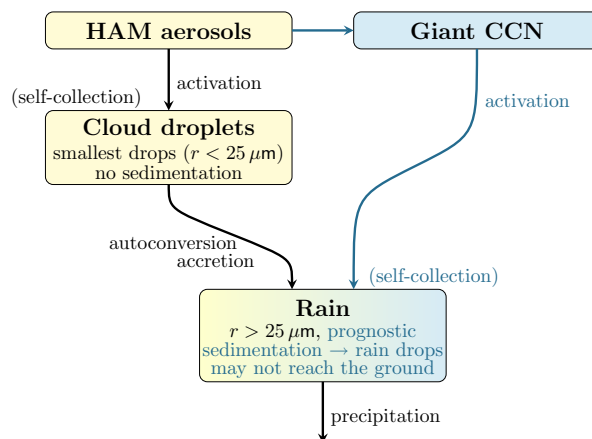 HAM aerosols
Giant CCN
activation
activation
(self-collection)
Cloud droplets
smallest drops (r < 25 μm)
no sedimentation
autoconversion
accretion
(self-collection)
Rain
r > 25 μm, prognostic
sedimentation → rain drops
may not reach the ground
precipitation